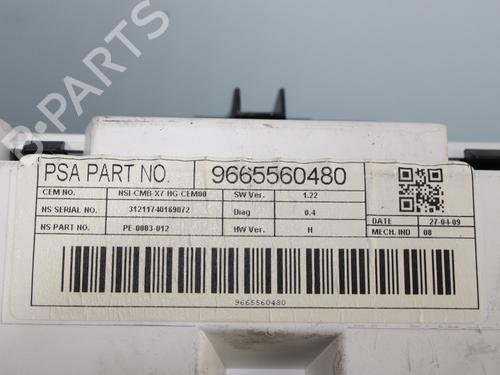 PSA PART NO. 9665560480
CEM NO. NSI-CMB-X7 HG-CEM00 SW Ver. 1.22
NS SERIAL NO. 31211740169072 Diag 0.4
NS PART NO. PE-0003-012 HW Ver. H
DATE 27-04-09
MECH. IND 08
9665560480
B-PARTS